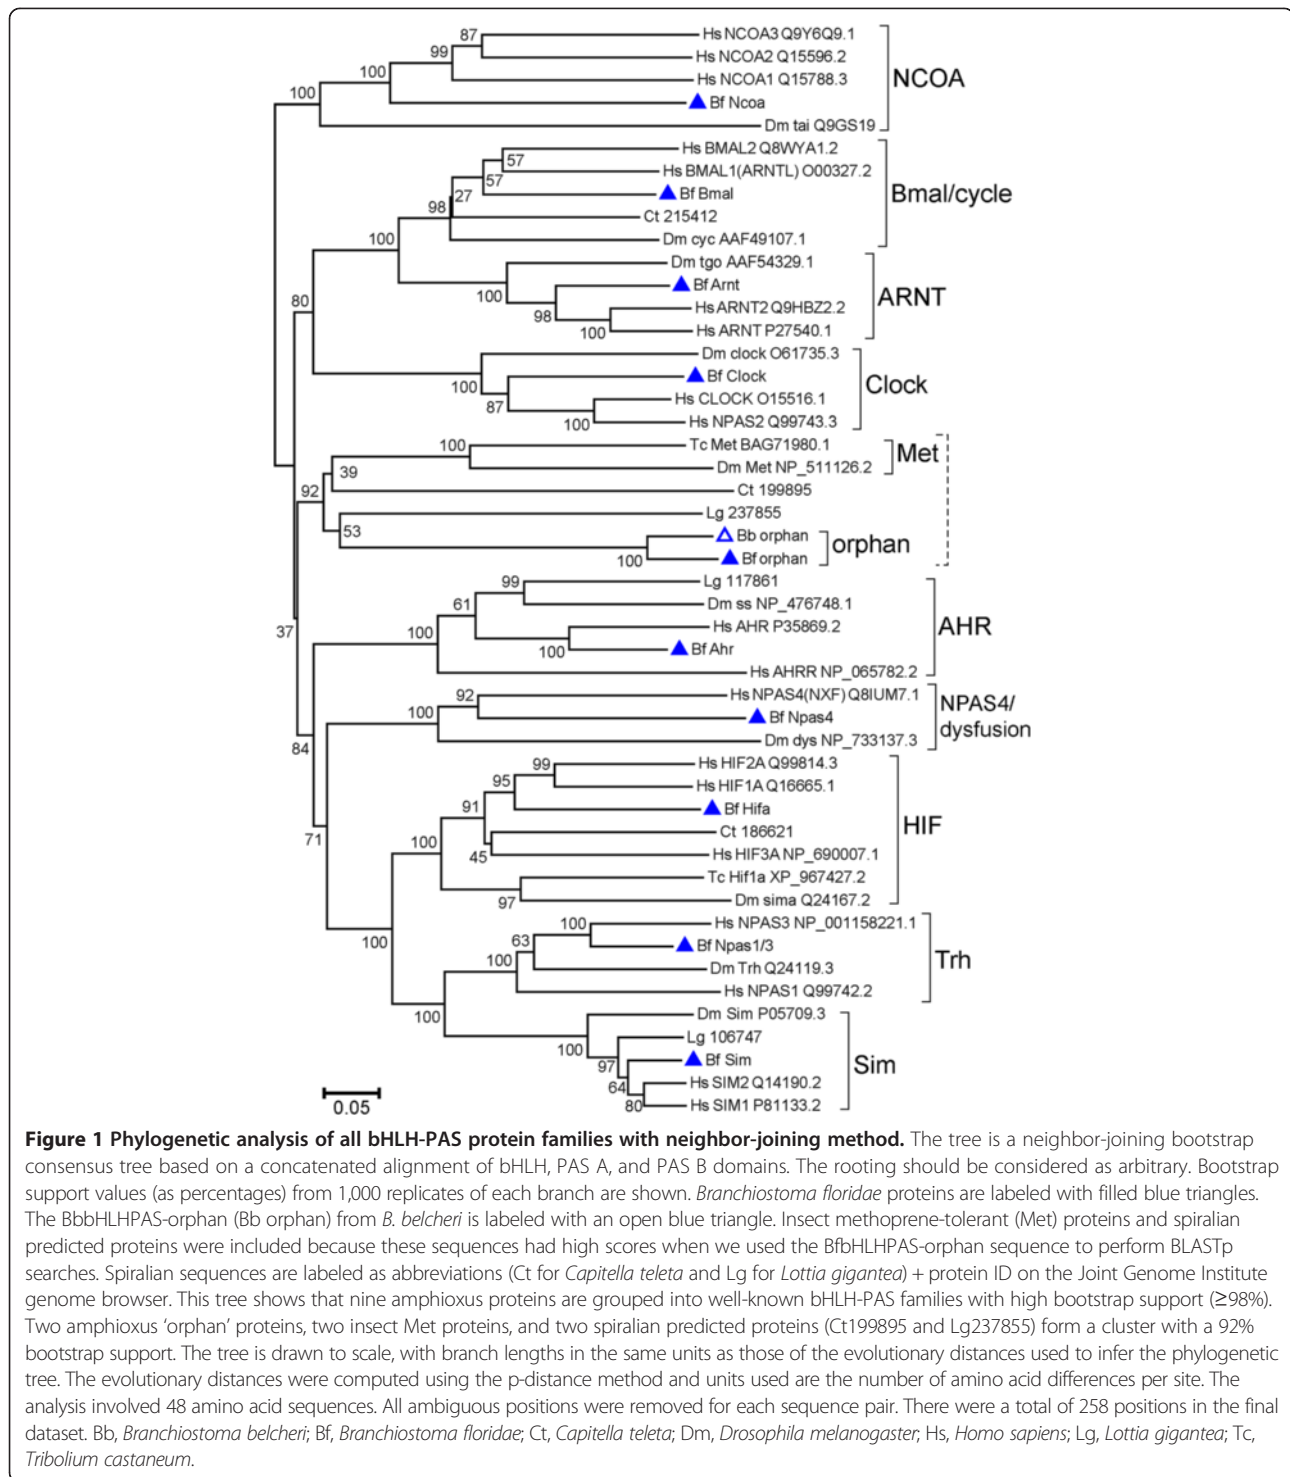 87
Hs NCOA3 Q9Y6Q9.1
99
Hs NCOA2 Q15596.2
100
Hs NCOA1 Q15788.3
NCOA
100
Bf Ncoa
Dm tai Q9GS19
Hs BMAL2 Q8WYA1.2
57
Hs BMAL1(ARNTL) O00327.2
57
Bf Bmal
Bmal/cycle
27
98
Ct 215412
100
Dm cyc AAF49107.1
Dm tgo AAF54329.1
Bf Arnt
100
ARNT
80
Hs ARNT2 Q9HBZ2.2
98
100
Hs ARNT P27540.1
Dm clock O61735.3
Bf Clock
100
Clock
Hs CLOCK O15516.1
87
100
Hs NPAS2 Q99743.3
100
Tc Met BAG71980.1
Met
39
Dm Met NP_511126.2
92
Ct 199895
Lg 237855
53
Bb orphan
orphan
100
Bf orphan
99
Lg 117861
61
Dm ss NP_476748.1
37
100
Hs AHR P35869.2
AHR
100
Bf Ahr
Hs AHRR NP_065782.2
92
Hs NPAS4(NXF) Q8IUM7.1
100
Bf Npas4
NPAS4/
dysfusion
84
Dm dys NP_733137.3
99
Hs HIF2A Q99814.3
95
Hs HIF1A Q16665.1
91
Bf Hifa
HIF
71
100
Ct 186621
45
Hs HIF3A NP_690007.1
Tc Hif1a XP_967427.2
97
Dm sima Q24167.2
100
Hs NPAS3 NP_001158221.1
100
63
Bf Npas1/3
100
Trh
Dm Trh Q24119.3
Hs NPAS1 Q99742.2
100
Dm Sim P05709.3
Lg 106747
100
Bf Sim
Sim
97
Hs SIM2 Q14190.2
64
80
Hs SIM1 P81133.2
0.05
Figure 1 Phylogenetic analysis of all bHLH-PAS protein families with neighbor-joining method. The tree is a neighbor-joining bootstrap
consensus tree based on a concatenated alignment of bHLH, PAS A, and PAS B domains. The rooting should be considered as arbitrary. Bootstrap
support values (as percentages) from 1,000 replicates of each branch are shown. Branchiostoma floridae proteins are labeled with filled blue triangles.
The BbbHLHPAS-orphan (Bb orphan) from B. belcheri is labeled with an open blue triangle. Insect methoprene-tolerant (Met) proteins and spiralian
predicted proteins were included because these sequences had high scores when we used the BfbHLHPAS-orphan sequence to perform BLASTp
searches. Spiralian sequences are labeled as abbreviations (Ct for Capitella teleta and Lg for Lottia gigantea) + protein ID on the Joint Genome Institute
genome browser. This tree shows that nine amphioxus proteins are grouped into well-known bHLH-PAS families with high bootstrap support (≥98%).
Two amphioxus ‘orphan’ proteins, two insect Met proteins, and two spiralian predicted proteins (Ct199895 and Lg237855) form a cluster with a 92%
bootstrap support. The tree is drawn to scale, with branch lengths in the same units as those of the evolutionary distances used to infer the phylogenetic
tree. The evolutionary distances were computed using the p-distance method and units used are the number of amino acid differences per site. The
analysis involved 48 amino acid sequences. All ambiguous positions were removed for each sequence pair. There were a total of 258 positions in the final
dataset. Bb, Branchiostoma belcheri; Bf, Branchiostoma floridae; Ct, Capitella teleta; Dm, Drosophila melanogaster; Hs, Homo sapiens; Lg, Lottia gigantea; Tc,
Tribolium castaneum.